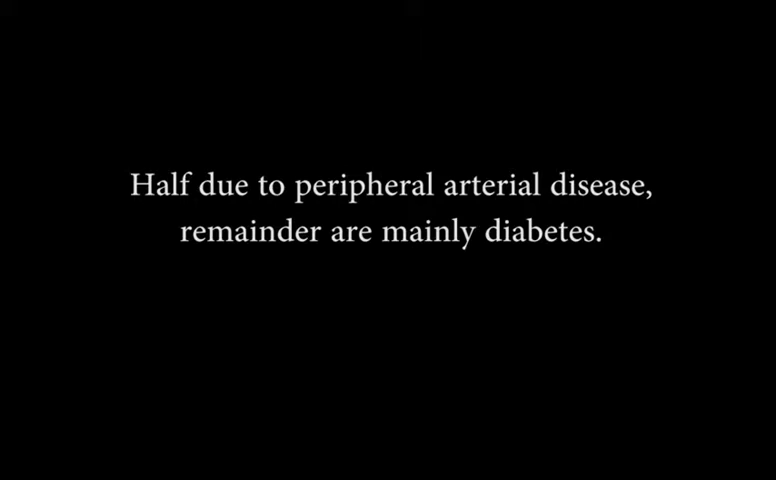 Half due to peripheral arterial disease,
remainder are mainly diabetes.